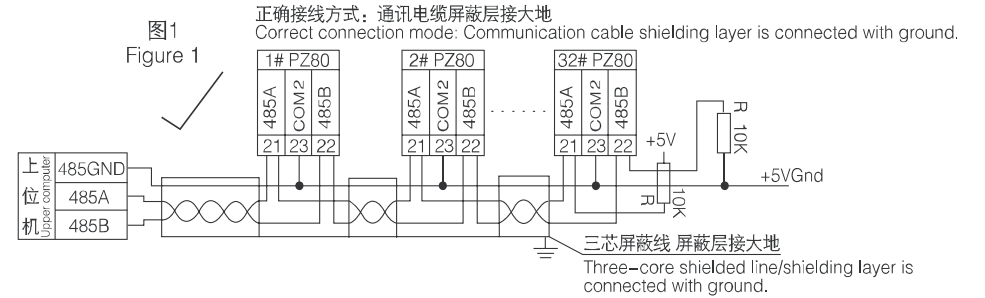 图1
Figure 1
正确接线方式：通讯电缆屏蔽层接大地
Correct connection mode: Communication cable shielding layer is connected with ground.
1# PZ80
485A
COM2
485B
21 23 22
2# PZ80
485A
COM2
485B
21 23 22
32# PZ80
485A
COM2
485B
21 23 22
+5V
R 10K
R 10K
+5VGnd
上位机
Upper computer
485GND
485A
485B
三芯屏蔽线 屏蔽层接大地
Three-core shielded line/shielding layer is
connected with ground.